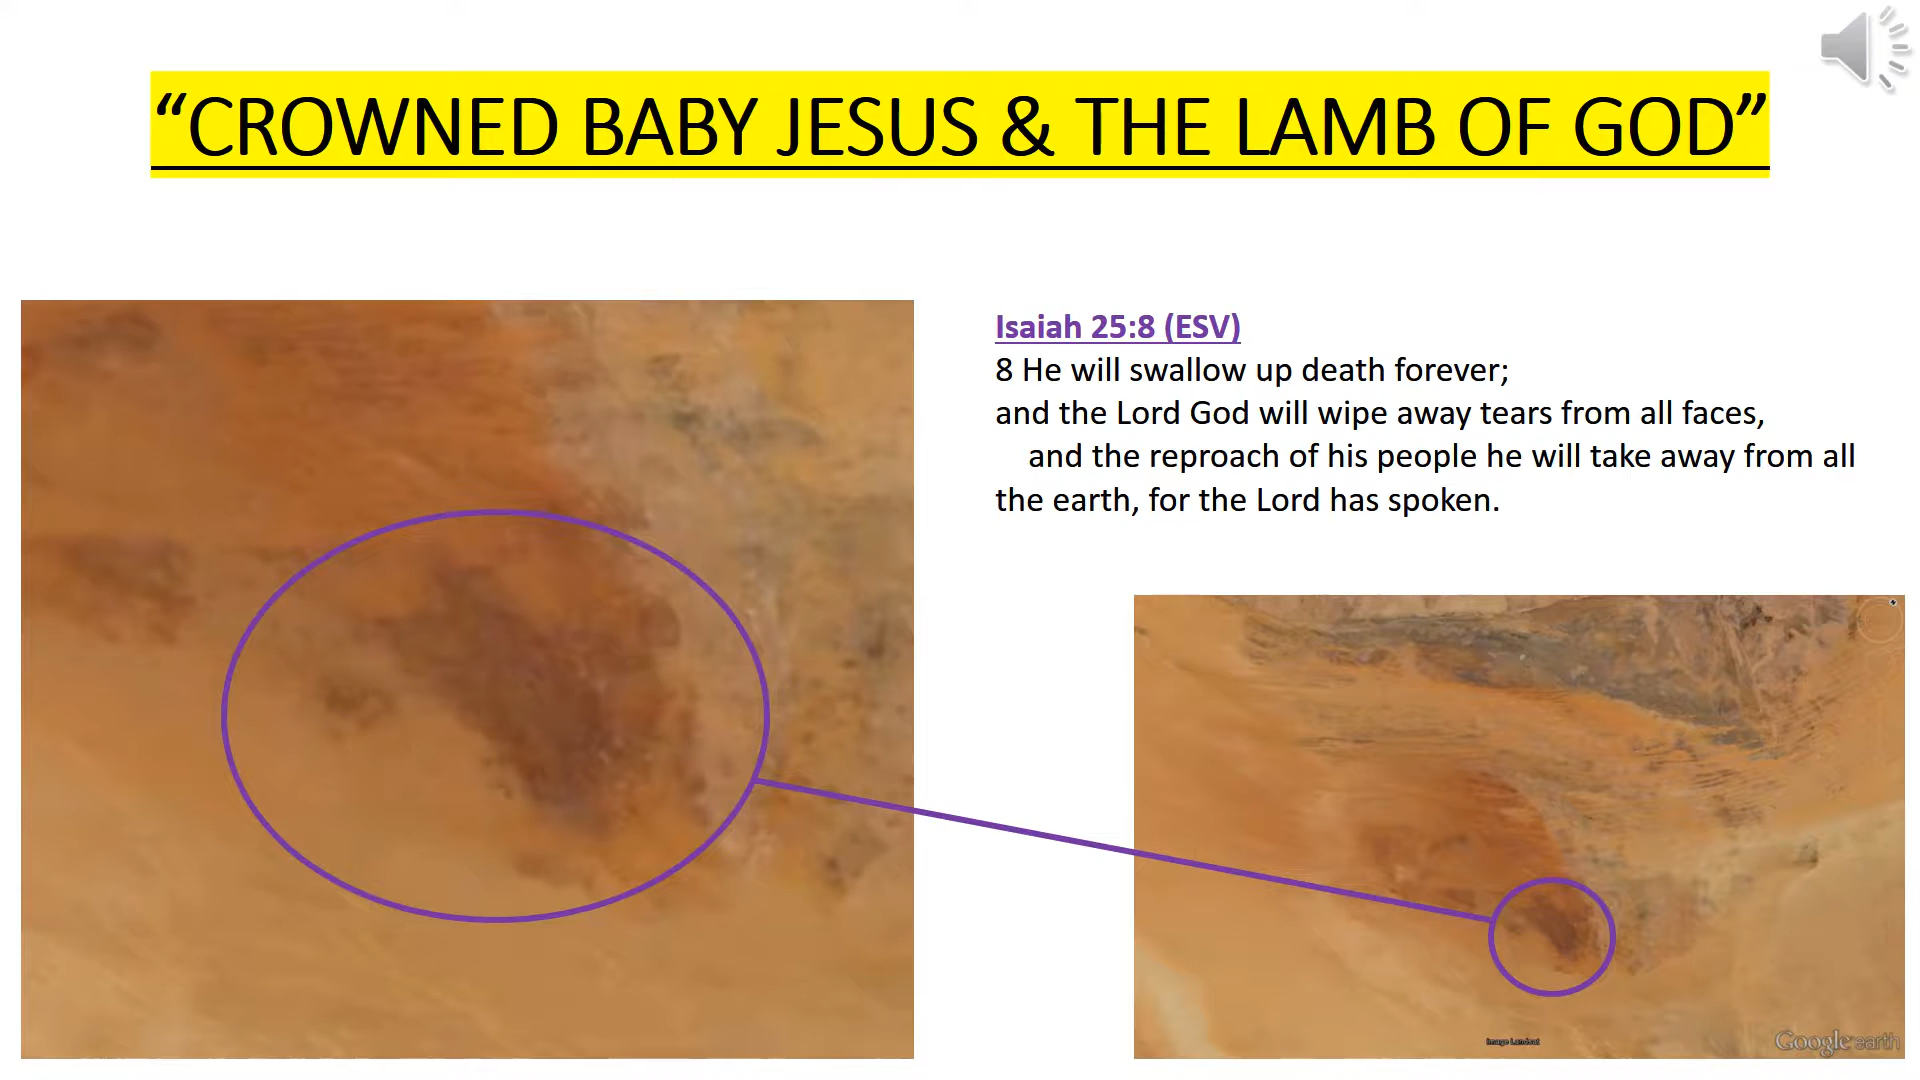 “CROWNED BABY JESUS & THE LAMB OF GOD”
Isaiah 25:8 (ESV)
8 He will swallow up death forever;
and the Lord God will wipe away tears from all faces,
and the reproach of his people he will take away from all
the earth, for the Lord has spoken.
Image Landsat
Google earth